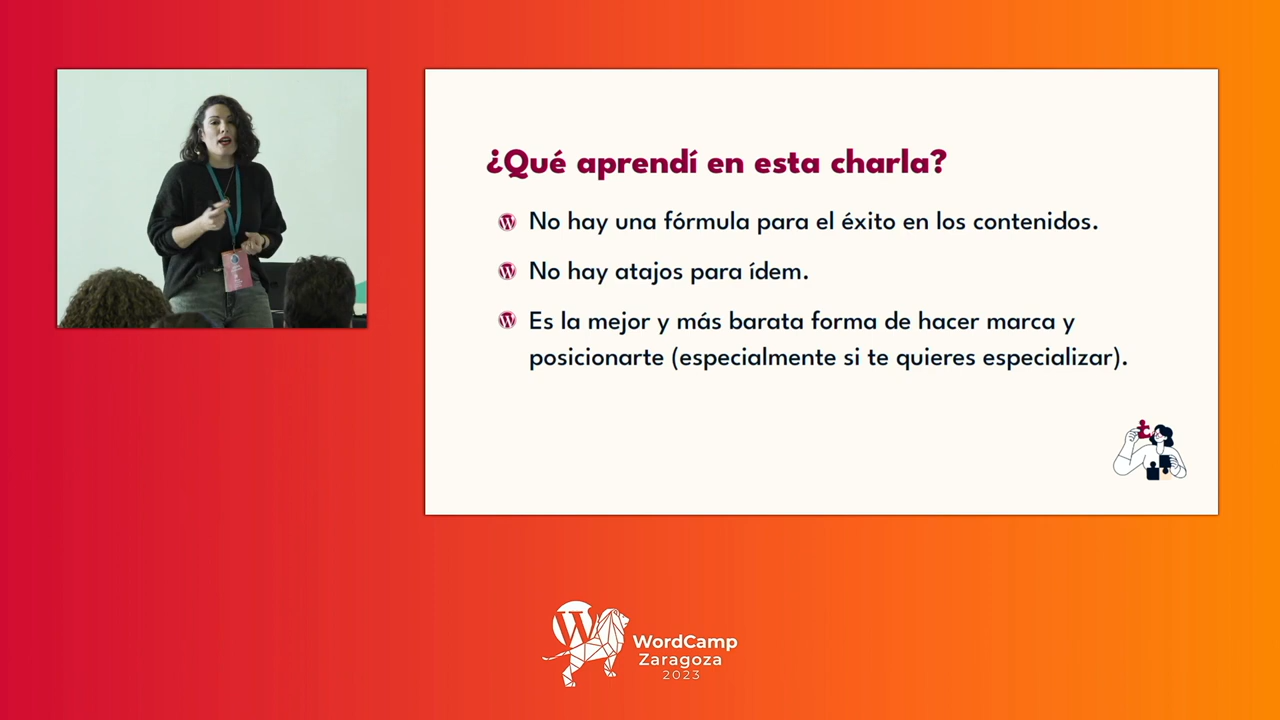 ¿Qué aprendí en esta charla?
No hay una fórmula para el éxito en los contenidos.
No hay atajos para ídem.
Es la mejor y más barata forma de hacer marca y
posicionarte (especialmente si te quieres especializar).
WordCamp
Zaragoza
2023